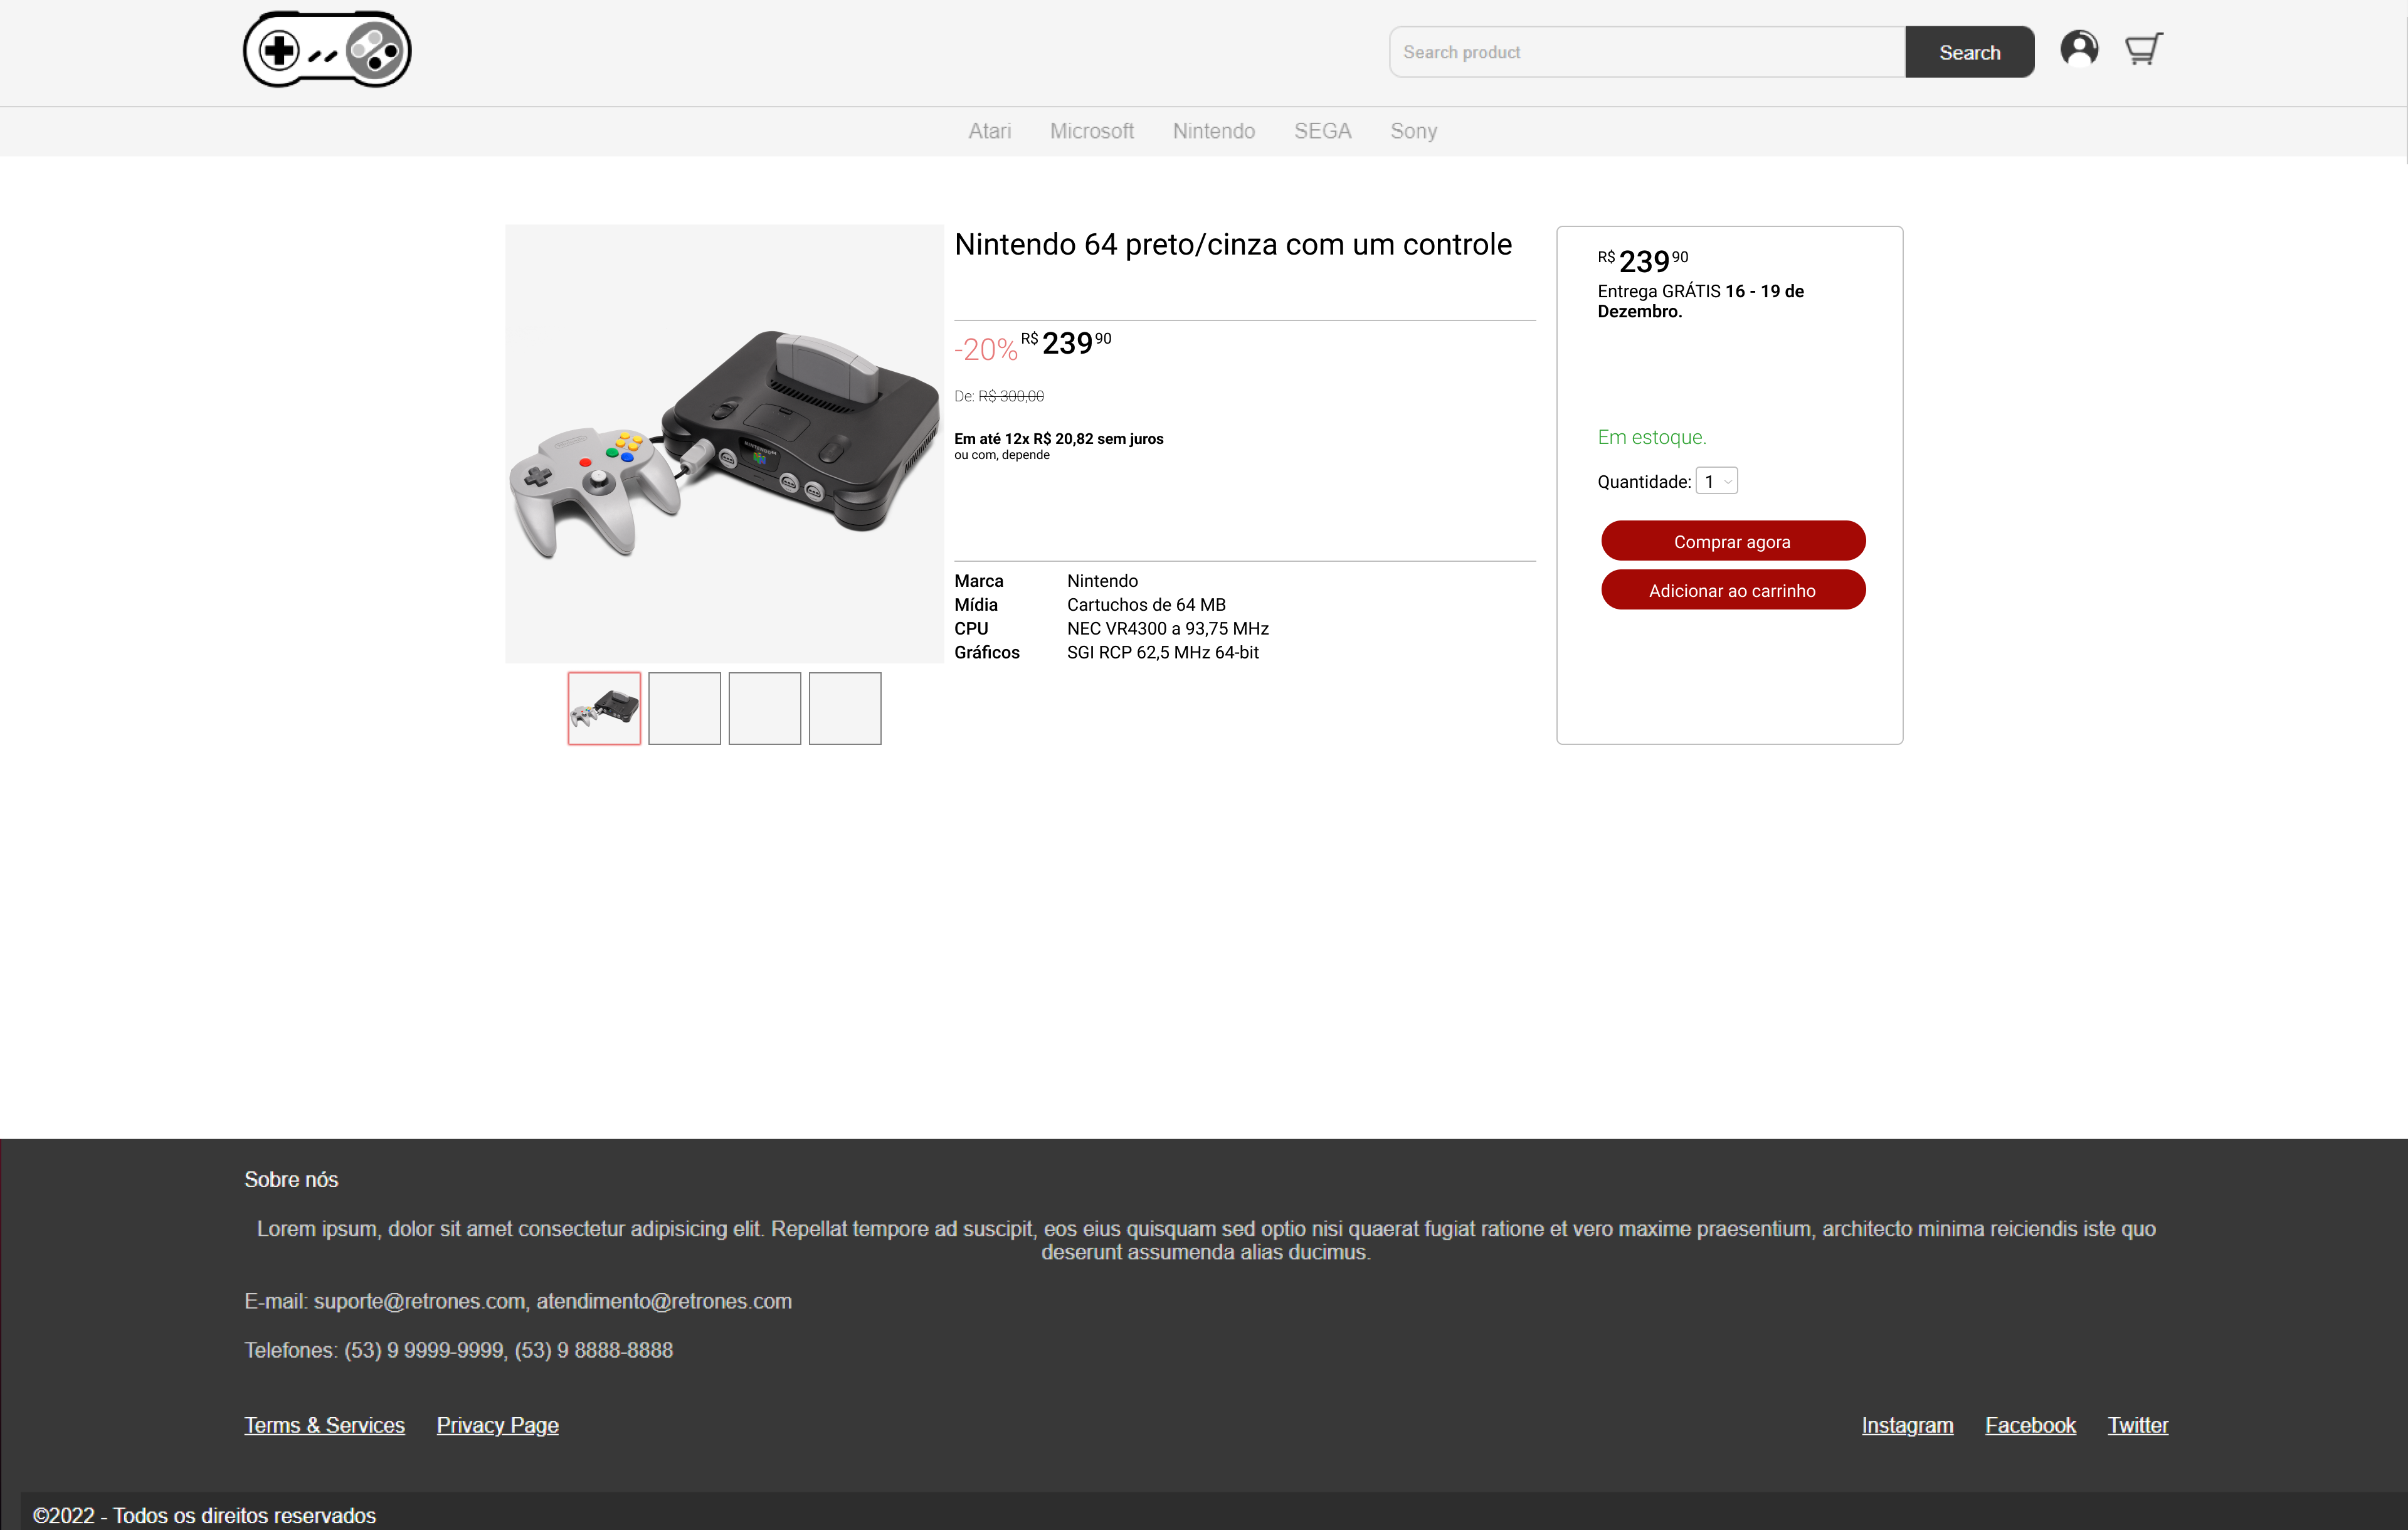 Search product
Search
Atari Microsoft Nintendo SEGA Sony
Nintendo 64 preto/cinza com um controle
-20% R$ 239 90
De: R$ 300,00
Em até 12x R$ 20,82 sem juros
ou com, depende
Marca Nintendo
Mídia Cartuchos de 64 MB
CPU NEC VR4300 a 93,75 MHz
Gráficos SGI RCP 62,5 MHz 64-bit
R$ 239 90
Entrega GRÁTIS 16 - 19 de
Dezembro.
Em estoque.
Quantidade: 1
Comprar agora
Adicionar ao carrinho
Sobre nós
Lorem ipsum, dolor sit amet consectetur adipisicing elit. Repellat tempore ad suscipit, eos eius quisquam sed optio nisi quaerat fugiat ratione et vero maxime praesentium, architecto minima reiciendis iste quo
deserunt assumenda alias ducimus.
E-mail: suporte@retrones.com, atendimento@retrones.com
Telefones: (53) 9 9999-9999, (53) 9 8888-8888
Terms & Services Privacy Page
Instagram Facebook Twitter
©2022 - Todos os direitos reservados